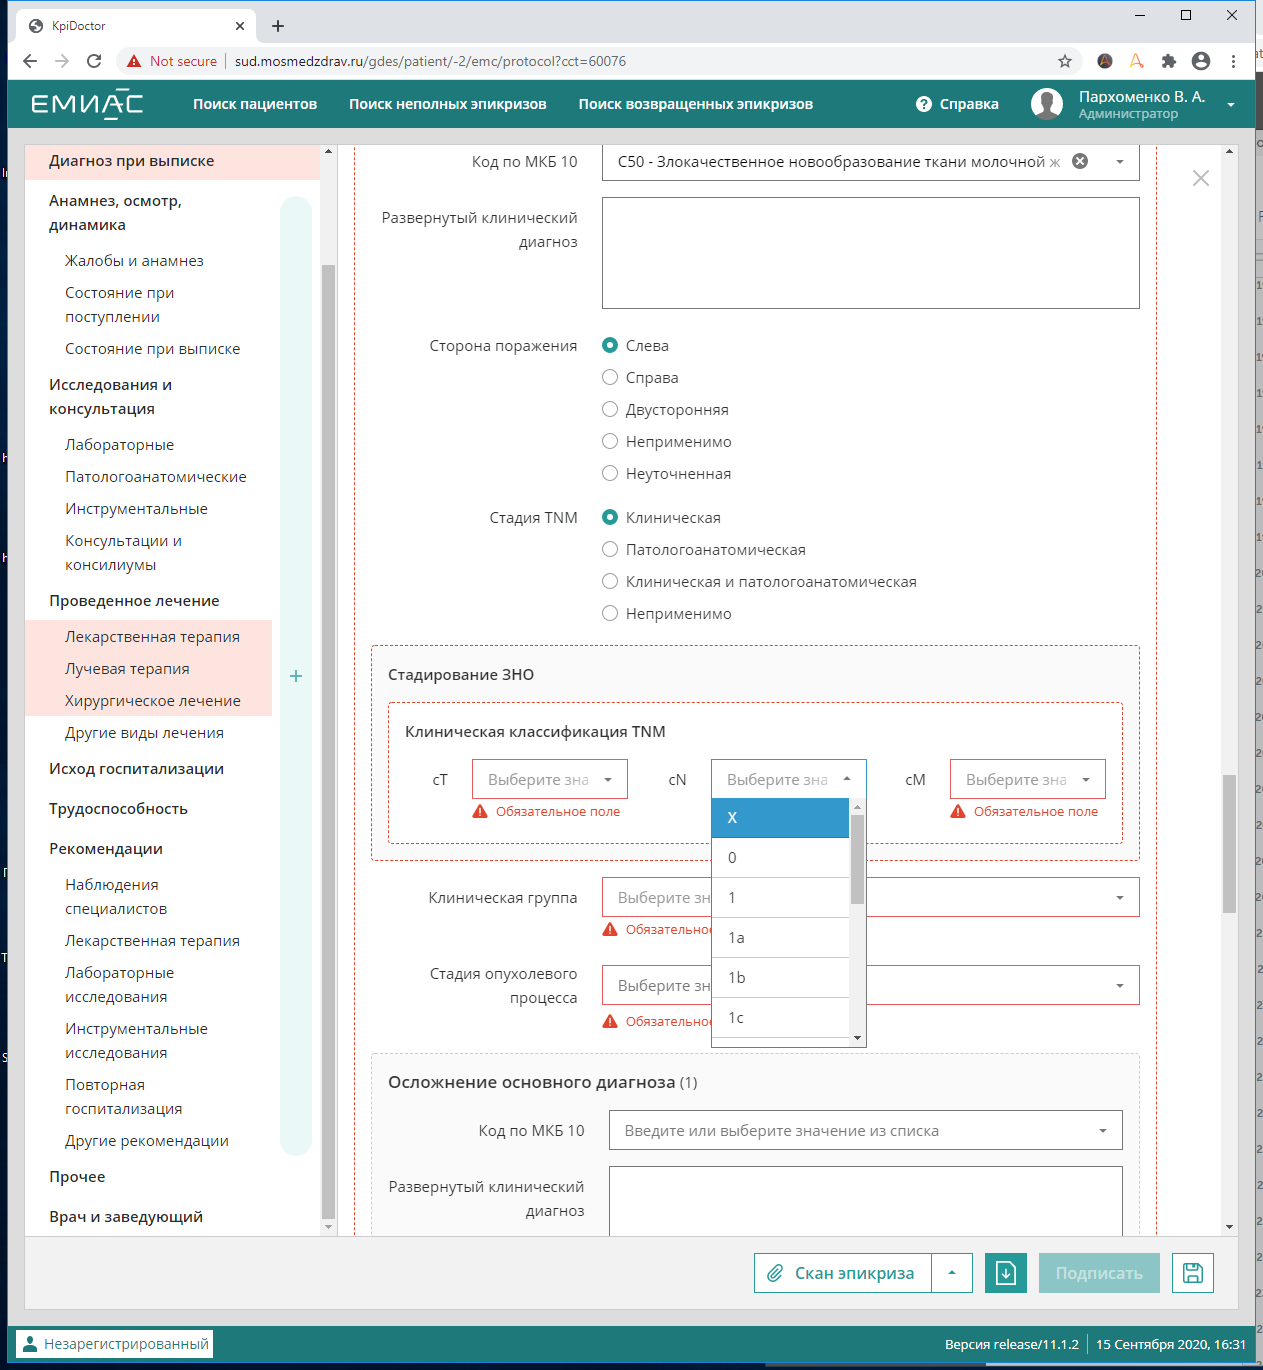 KpiDoctor
Not secure
sud.mosmedzdrav.ru/gdes/patient/-2/emc/protocol?cct=60076
ЕМИАС
Поиск пациентов
Поиск неполных эпикризов
Поиск возвращенных эпикризов
Справка
Пархоменко В. А.
Администратор
Диагноз при выписке
Анамнез, осмотр,
динамика
Жалобы и анамнез
Состояние при
поступлении
Состояние при выписке
Исследования и
консультация
Лабораторные
Патологоанатомические
Инструментальные
Консультации и
консилиумы
Проведенное лечение
Лекарственная терапия
Лучевая терапия
Хирургическое лечение
Другие виды лечения
Исход госпитализации
Трудоспособность
Рекомендации
Наблюдения
специалистов
Лекарственная терапия
Лабораторные
исследования
Инструментальные
исследования
Повторная
госпитализация
Другие рекомендации
Прочее
Врач и заведующий
Код по МКБ 10
C50 - Злокачественное новообразование ткани молочной ж
Развернутый клинический
диагноз
Сторона поражения
Слева
Справа
Двусторонняя
Неприменимо
Неуточненная
Стадия TNM
Клиническая
Патологоанатомическая
Клиническая и патологоанатомическая
Неприменимо
Стадирование ЗНО
Клиническая классификация TNM
cT
Выберите зна
Обязательное поле
cN
Выберите зна
X
0
1
1a
1b
1c
cM
Выберите зна
Обязательное поле
Клиническая группа
Выберите зн
Обязательно
Стадия опухолевого
процесса
Выберите зн
Обязательно
Осложнение основного диагноза (1)
Код по МКБ 10
Введите или выберите значение из списка
Развернутый клинический
диагноз
Скан эпикриза
Подписать
Незарегистрированный
Версия release/11.1.2
15 Сентября 2020, 16:31